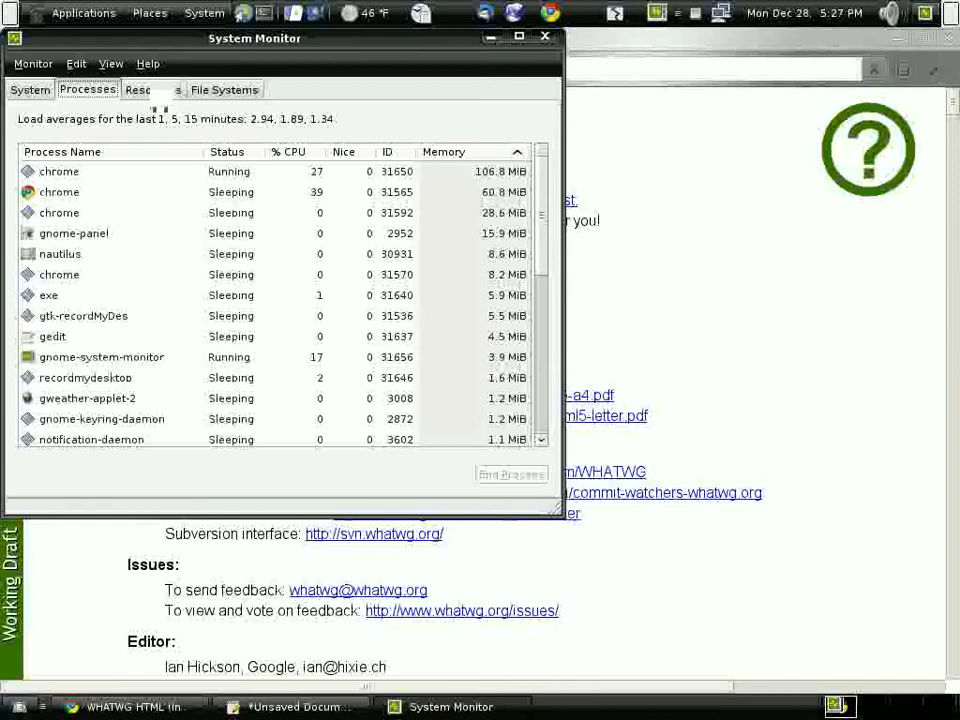 Applications Places System 46 °F Mon Dec 28, 5:27 PM
System Monitor
Monitor Edit View Help
System Processes Reso s File Systems
Load averages for the last 1, 5, 15 minutes: 2.94, 1.89, 1.34
Process Name Status % CPU Nice ID Memory
chrome Running 27 0 31650 106.8 MiB
chrome Sleeping 39 0 31565 60.8 MiB
chrome Sleeping 0 0 31592 28.6 MiB
gnome-panel Sleeping 0 0 2952 15.9 MiB
nautilus Sleeping 0 0 30931 8.6 MiB
chrome Sleeping 0 0 31570 8.2 MiB
exe Sleeping 1 0 31640 5.9 MiB
gtk-recordMyDes Sleeping 0 0 31536 5.5 MiB
gedit Sleeping 0 0 31637 4.5 MiB
gnome-system-monitor Running 17 0 31656 3.9 MiB
recordmydesktop Sleeping 2 0 31646 1.6 MiB
gweather-applet-2 Sleeping 0 0 3008 1.2 MiB
gnome-keyring-daemon Sleeping 0 0 2872 1.2 MiB
notification-daemon Sleeping 0 0 3602 1.1 MiB
End Process
st.
r you!
?
-a4.pdf
ml5-letter.pdf
m/WHATWG
/commit-watchers-whatwg.org
er
Subversion interface: http://svn.whatwg.org/
Issues:
To send feedback: whatwg@whatwg.org
To view and vote on feedback: http://www.whatwg.org/issues/
Editor:
Ian Hickson, Google, ian@hixie.ch
Working Draft
WHATWG HTML (In... *Unsaved Docum... System Monitor